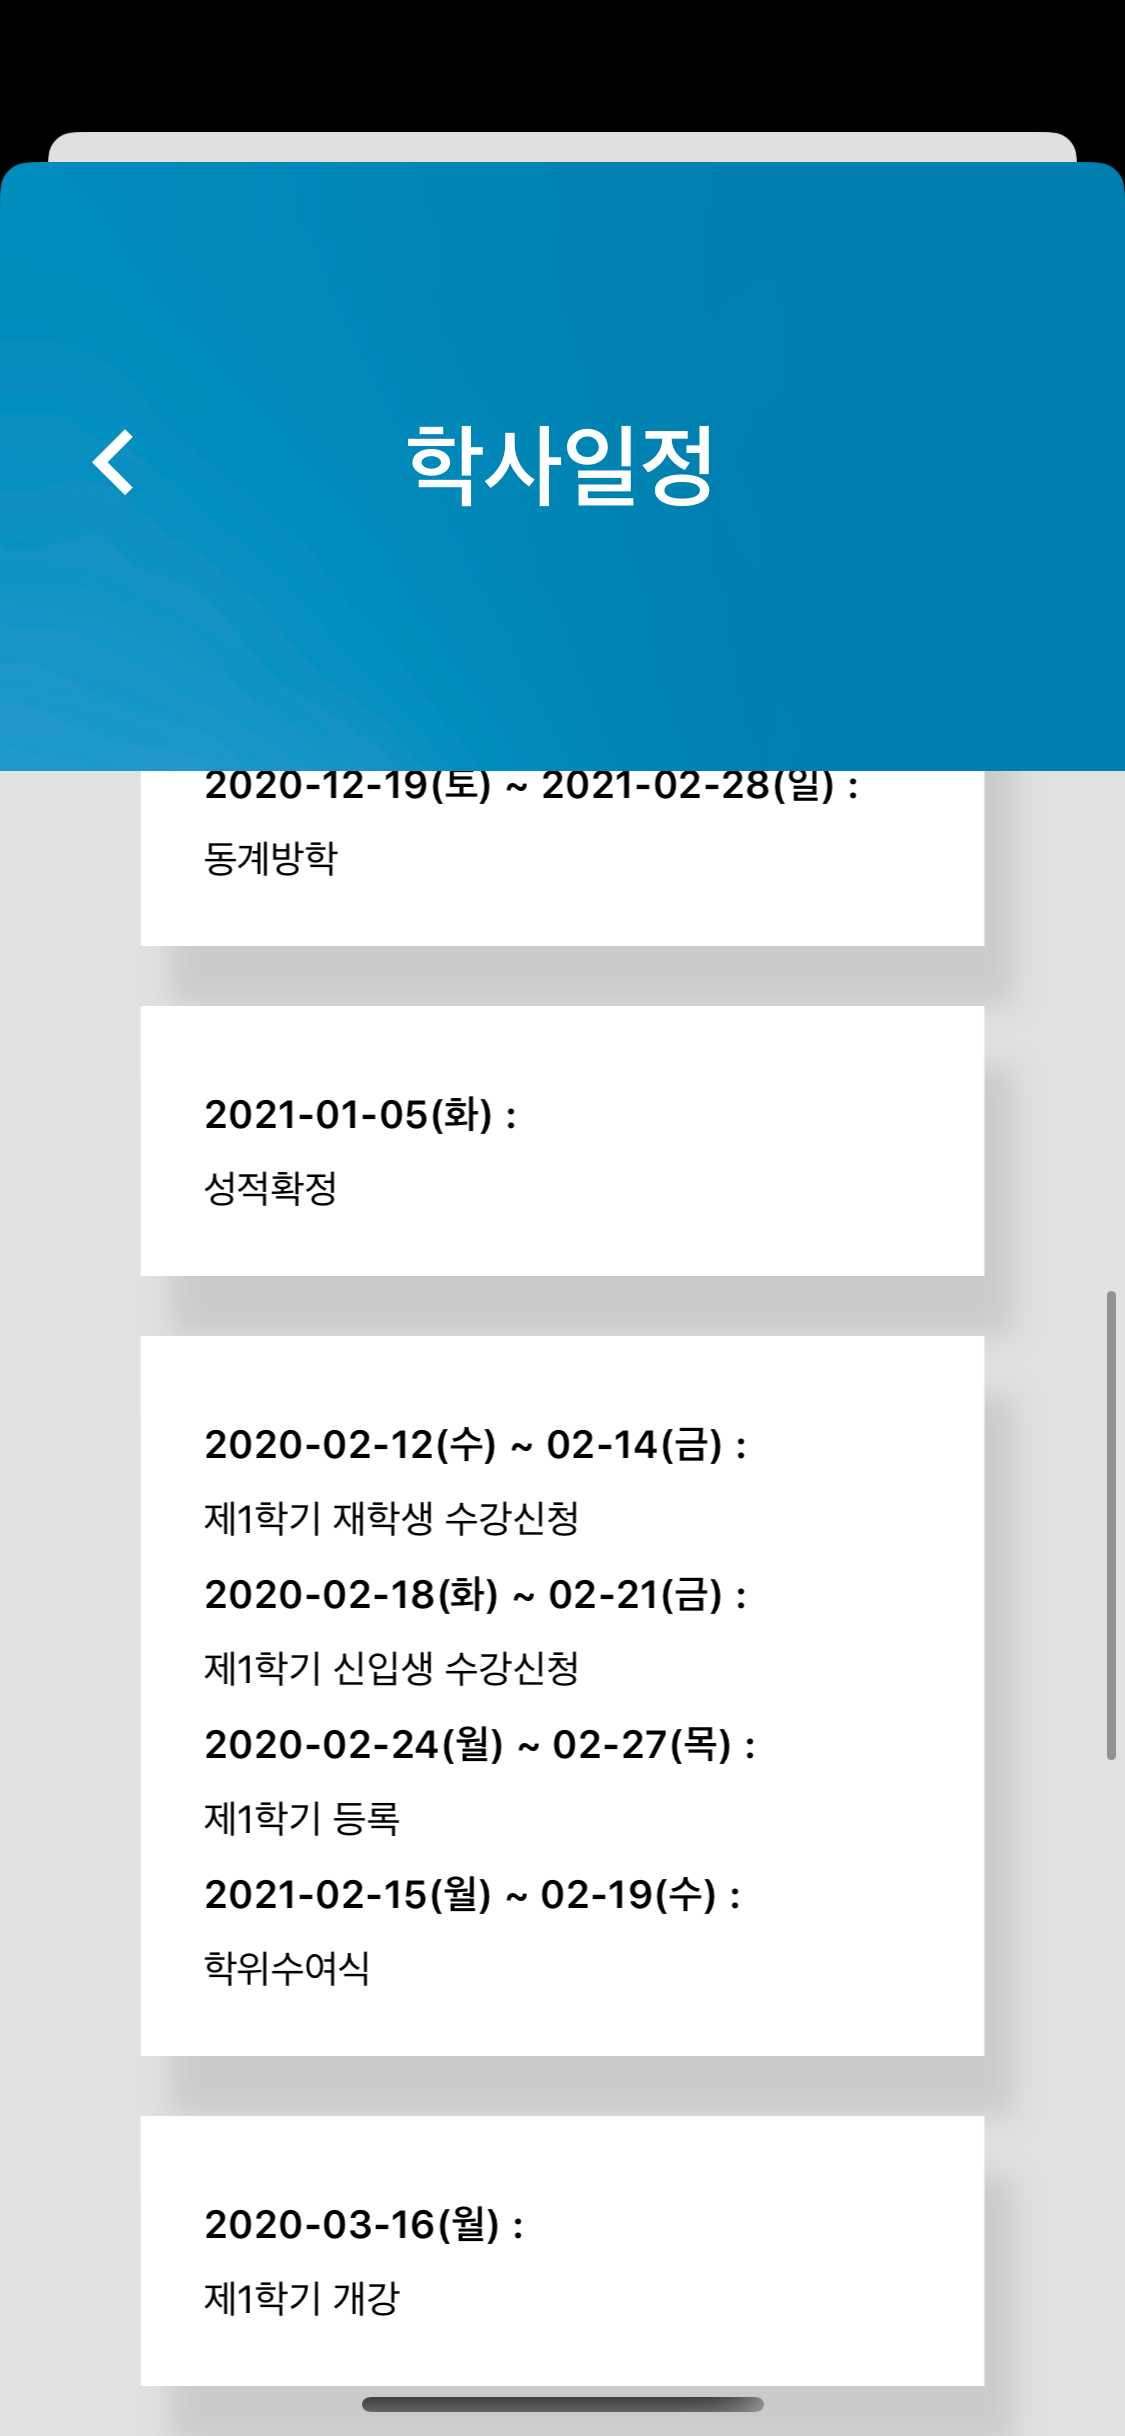 학사일정
2020-12-19(토) ~ 2021-02-28(일) :
동계방학
2021-01-05(화) :
성적확정
2020-02-12(수) ~ 02-14(금) :
제1학기 재학생 수강신청
2020-02-18(화) ~ 02-21(금) :
제1학기 신입생 수강신청
2020-02-24(월) ~ 02-27(목) :
제1학기 등록
2021-02-15(월) ~ 02-19(수) :
학위수여식
2020-03-16(월) :
제1학기 개강